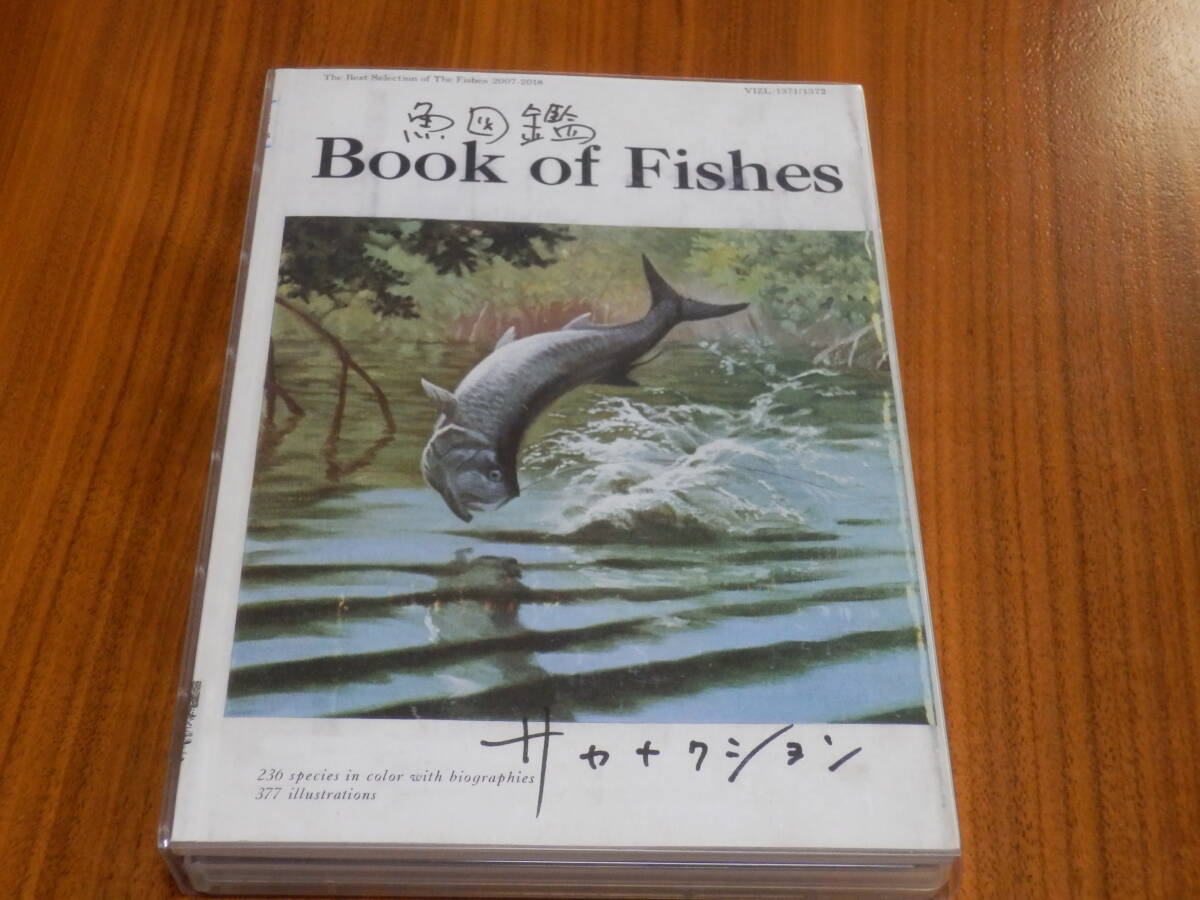 The Best Selection of The Fishes 2007-2018
VIZL-1371/1372
魚図鑑
Book of Fishes
サカナクション
236 species in color with biographies
377 illustrations